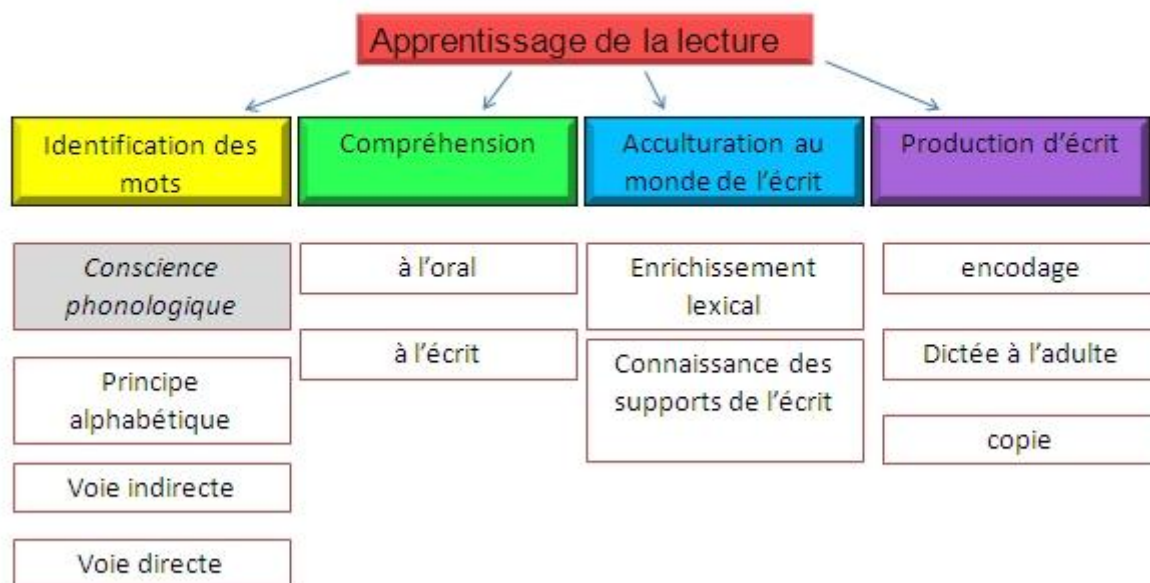 Apprentissage de la lecture
Identification des
mots
Compréhension
Acculturation au
monde de l'écrit
Production d'écrit
Conscience
phonologique
Principe
alphabétique
Voie indirecte
Voie directe
à l'oral
à l'écrit
Enrichissement
lexical
Connaissance des
supports de l'écrit
encodage
Dictée à l'adulte
copie